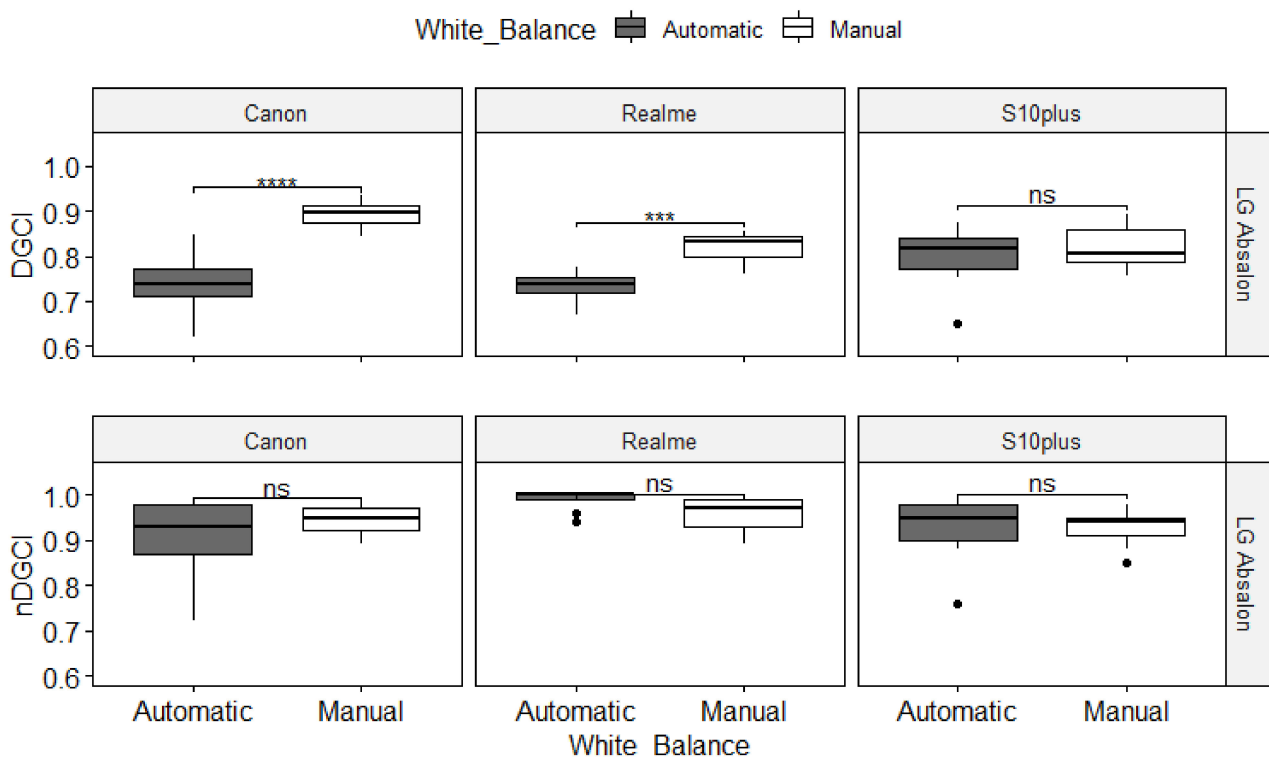 White_Balance Automatic Manual
Canon Realme S10plus
DGCI
1.0
0.9
0.8
0.7
0.6
****
***
ns
LG Absalon
Canon Realme S10plus
nDGCI
1.0
0.9
0.8
0.7
0.6
ns ns ns
LG Absalon
Automatic Manual Automatic Manual Automatic Manual
White_Balance